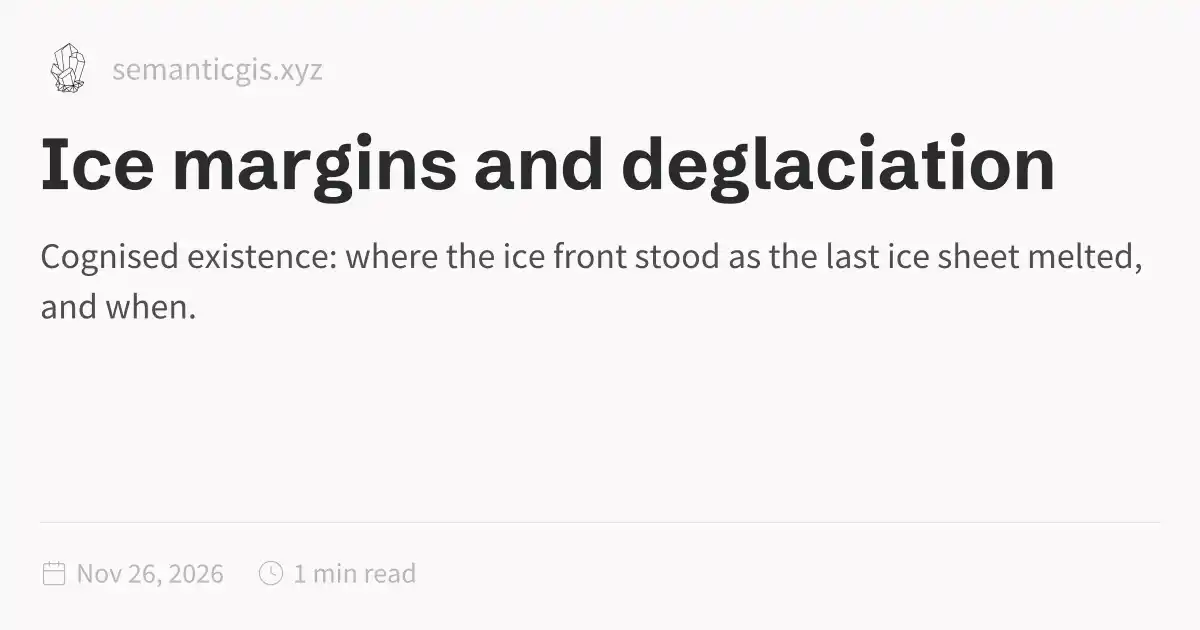 semanticgis.xyz
Ice margins and deglaciation
Cognised existence: where the ice front stood as the last ice sheet melted,
and when.
Nov 26, 2026 1 min read